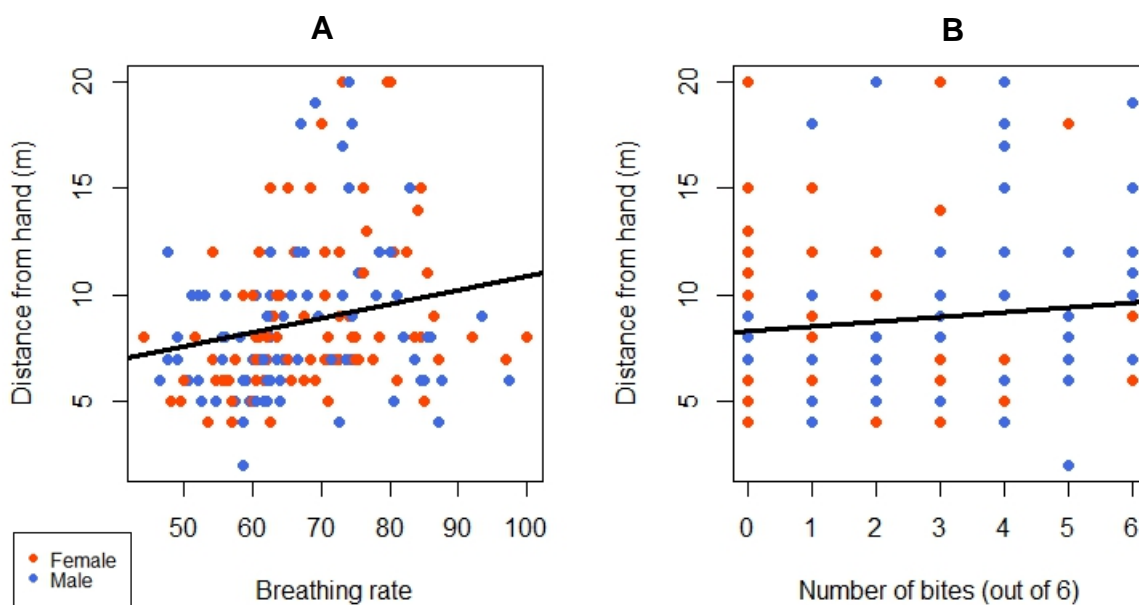 A
B
Distance from hand (m)
20
15
10
5
50 60 70 80 90 100
Breathing rate
Female
Male
Distance from hand (m)
20
15
10
5
0 1 2 3 4 5 6
Number of bites (out of 6)